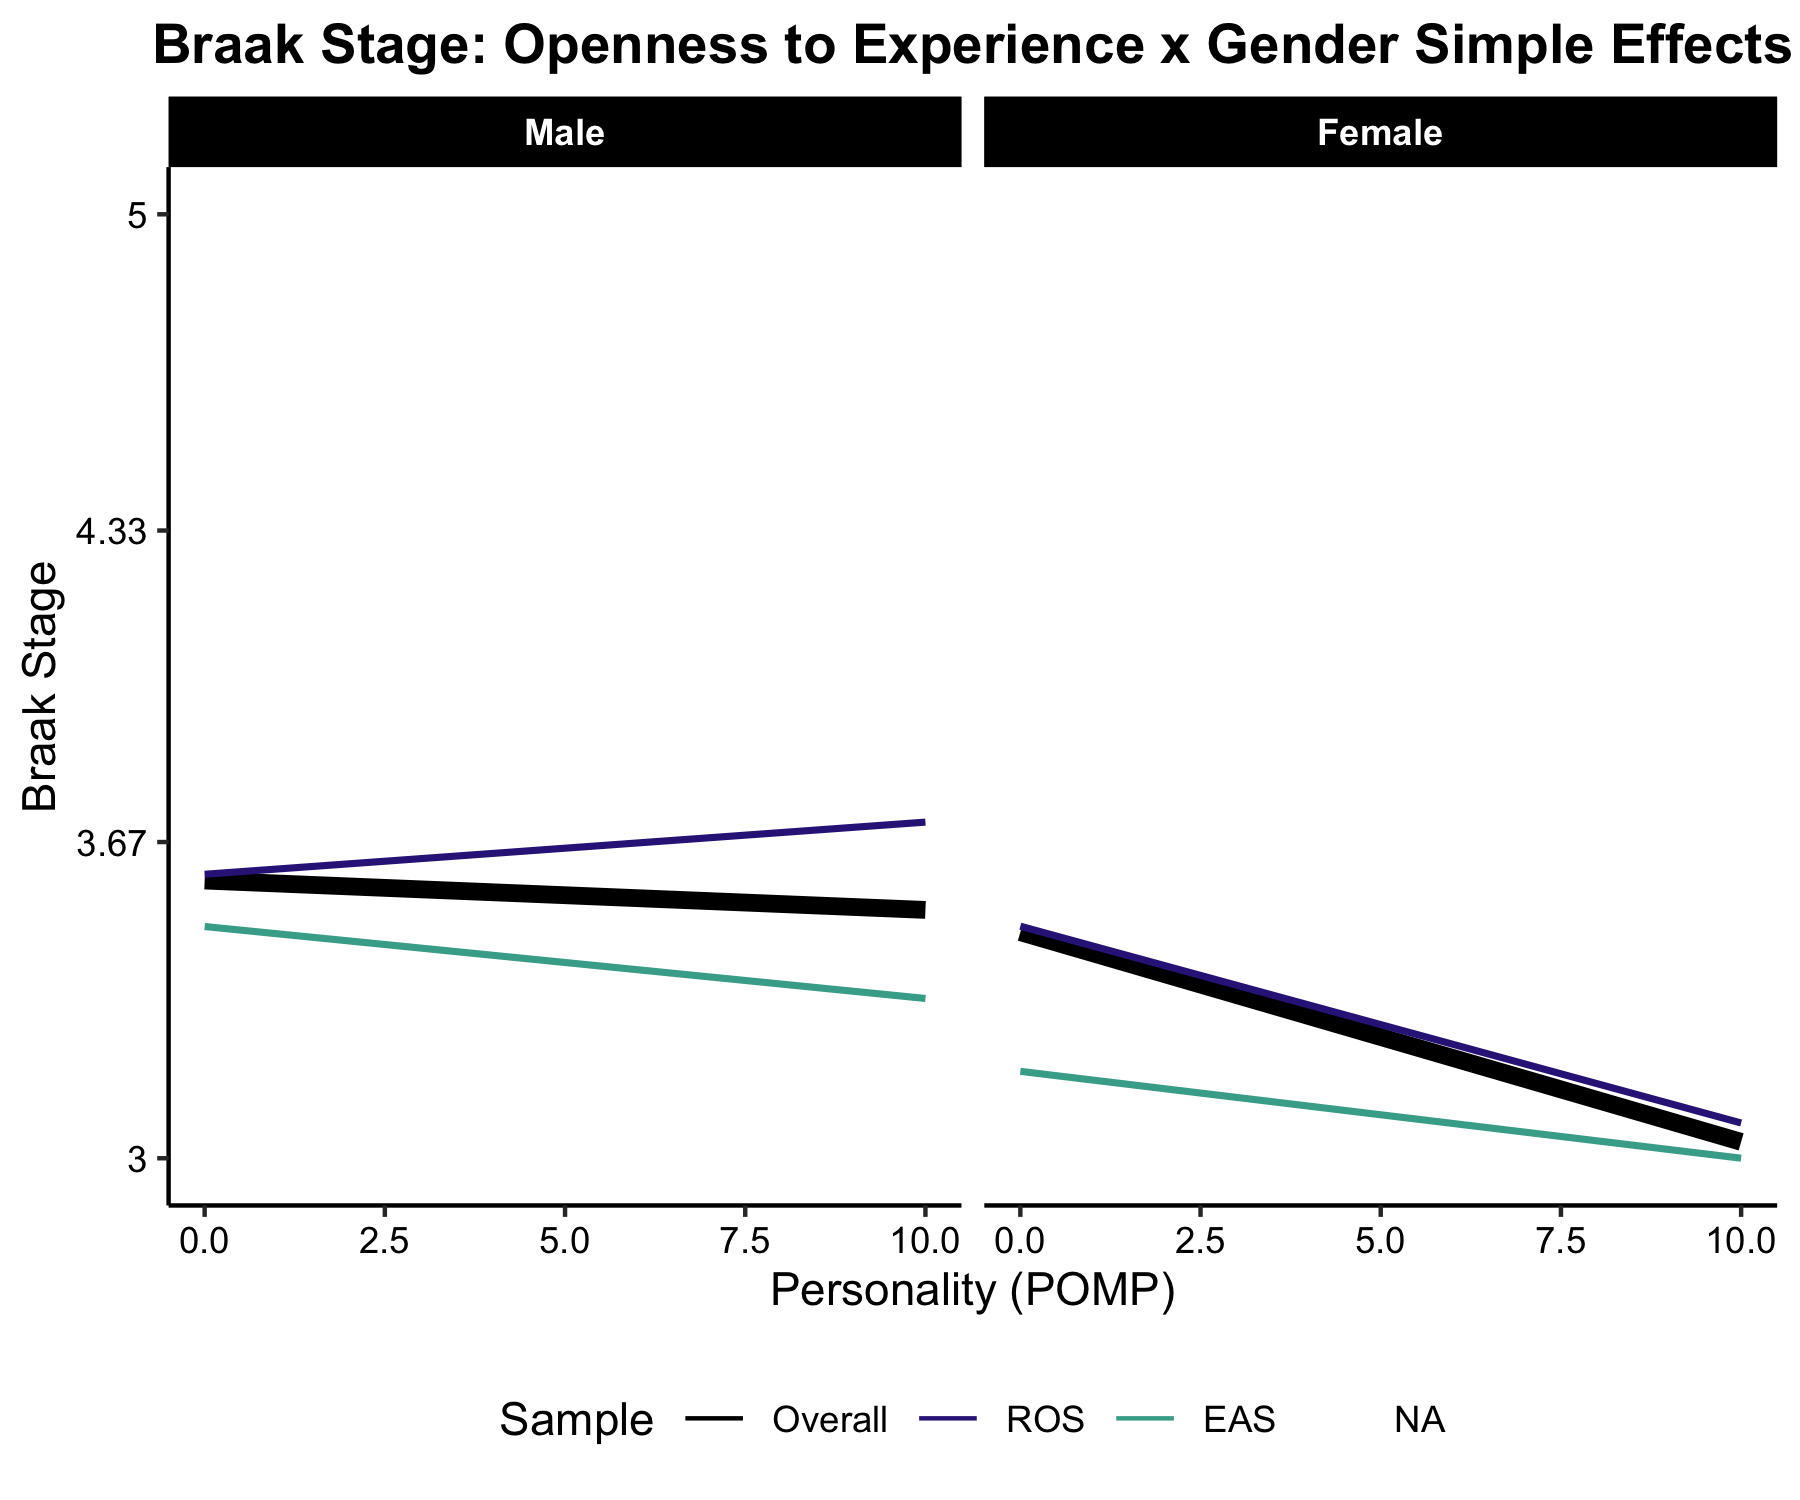 Braak Stage: Openness to Experience x Gender Simple Effects
Male Female
5
4.33
3.67
3
Braak Stage
0.0 2.5 5.0 7.5 10.0 0.0 2.5 5.0 7.5 10.0
Personality (POMP)
Sample Overall ROS EAS NA